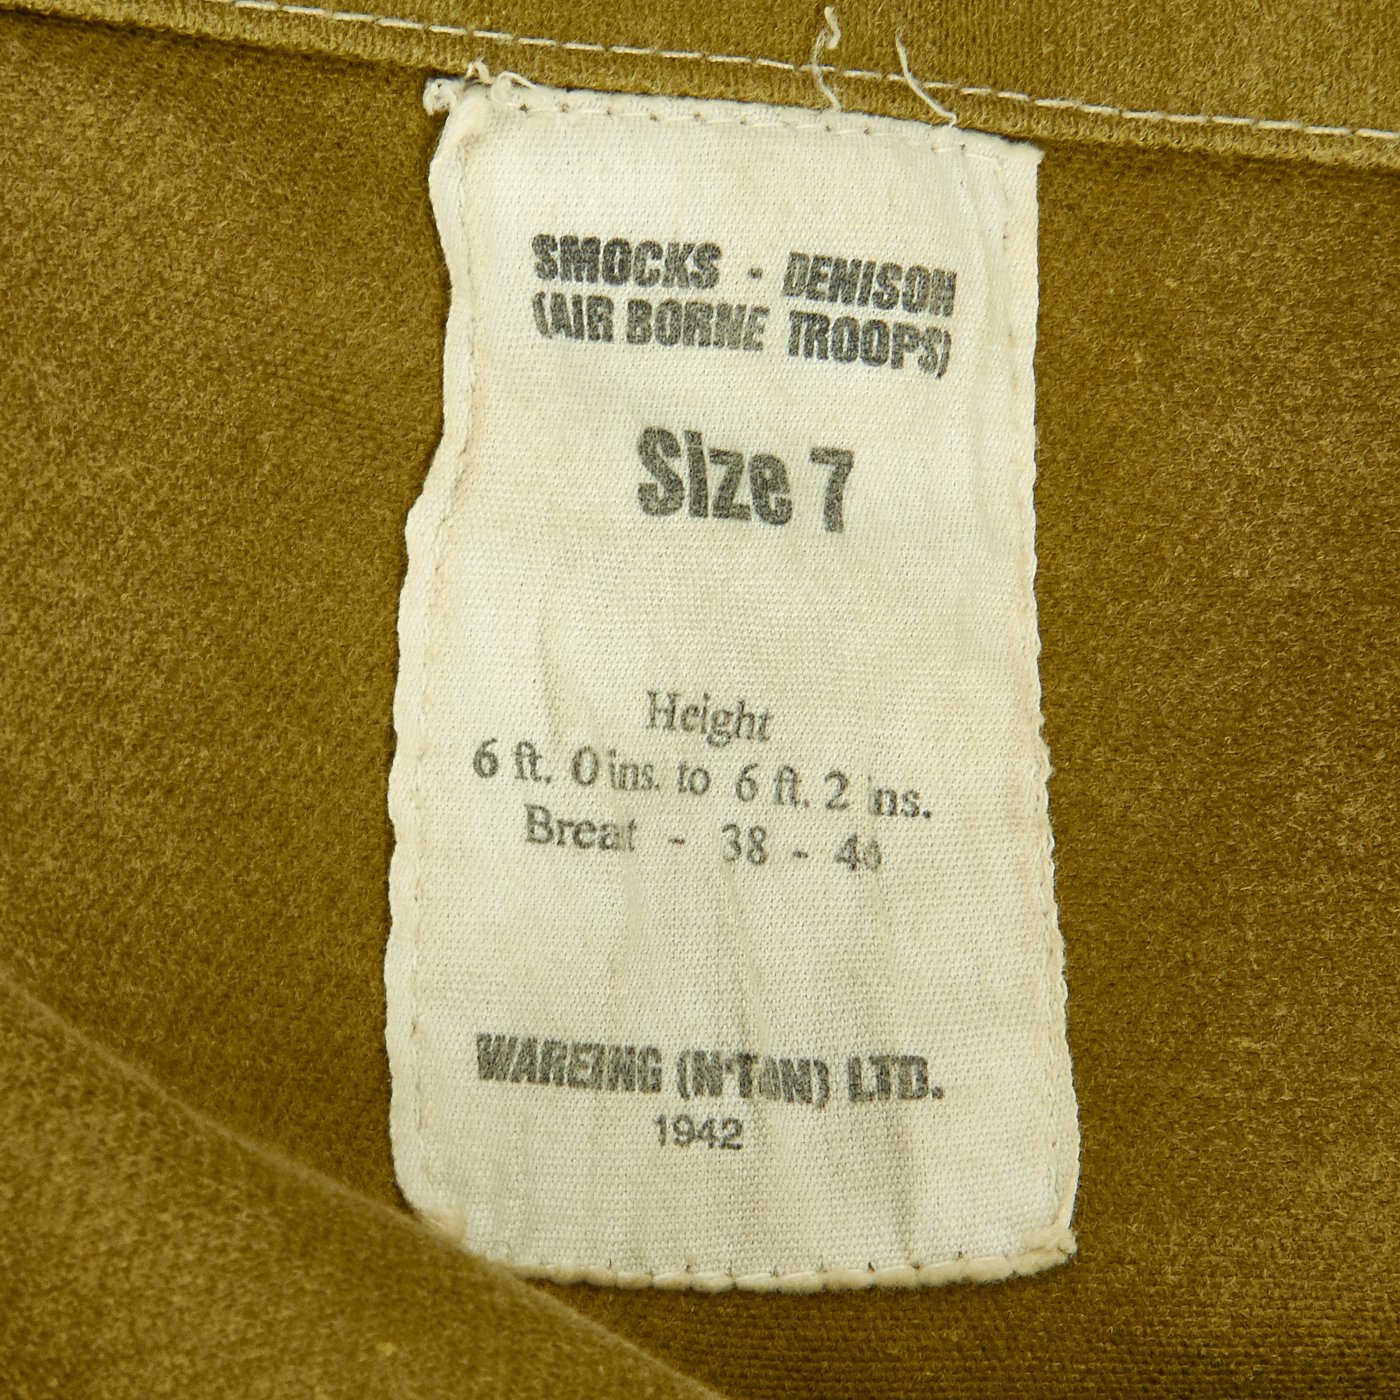 SMOCKS - DENISON
(AIR BORNE TROOPS)
Size 7
Height
6 ft. 0 ins. to 6 ft. 2 ins.
Breat - 38 - 40
WAREING (N'TON) LTD.
1942